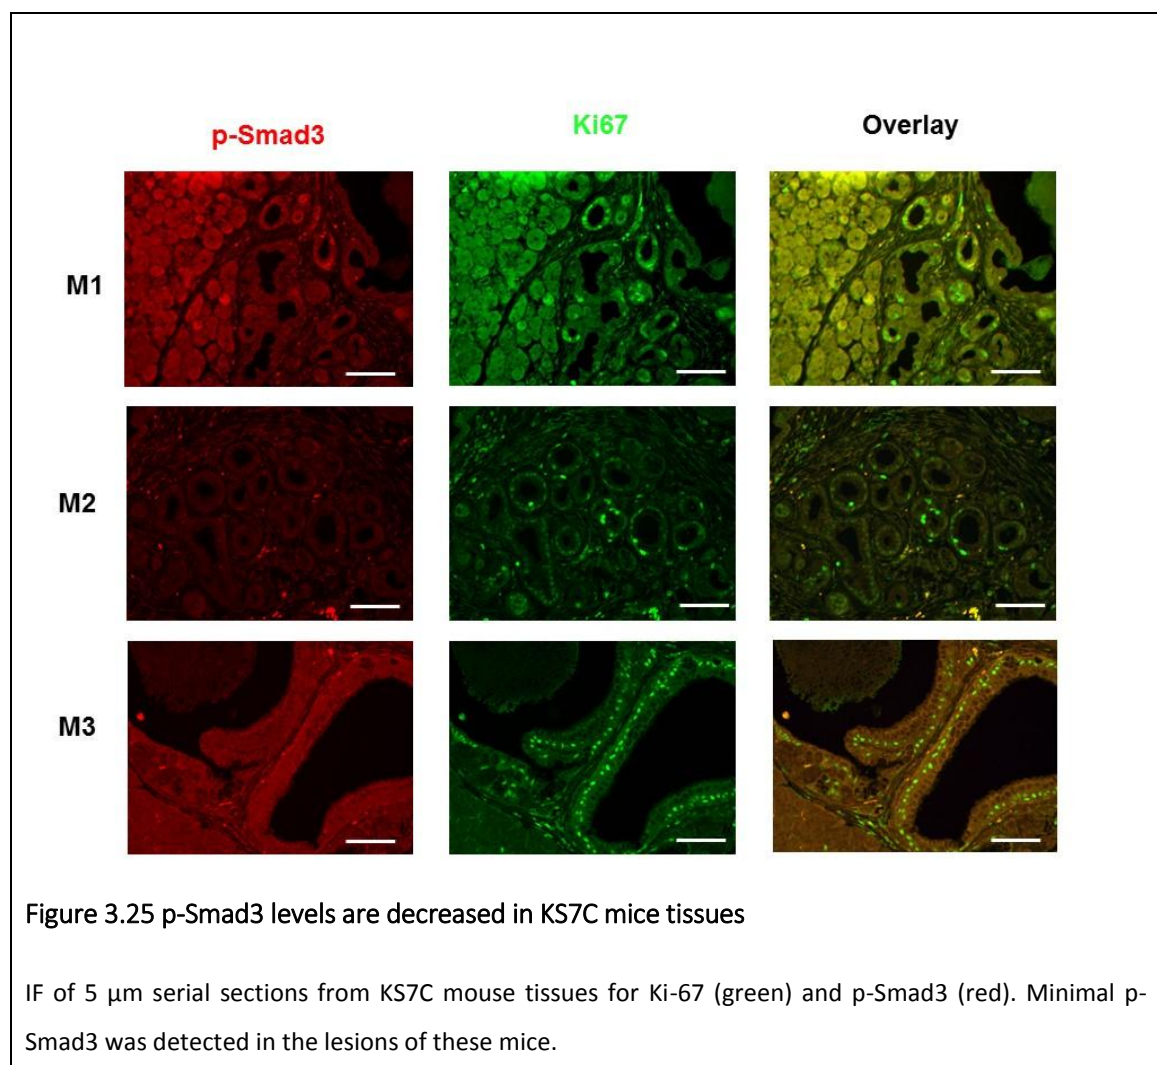 p-Smad3 Ki67 Overlay
M1
M2
M3
Figure 3.25 p-Smad3 levels are decreased in KS7C mice tissues
IF of 5 µm serial sections from KS7C mouse tissues for Ki-67 (green) and p-Smad3 (red). Minimal p-
Smad3 was detected in the lesions of these mice.